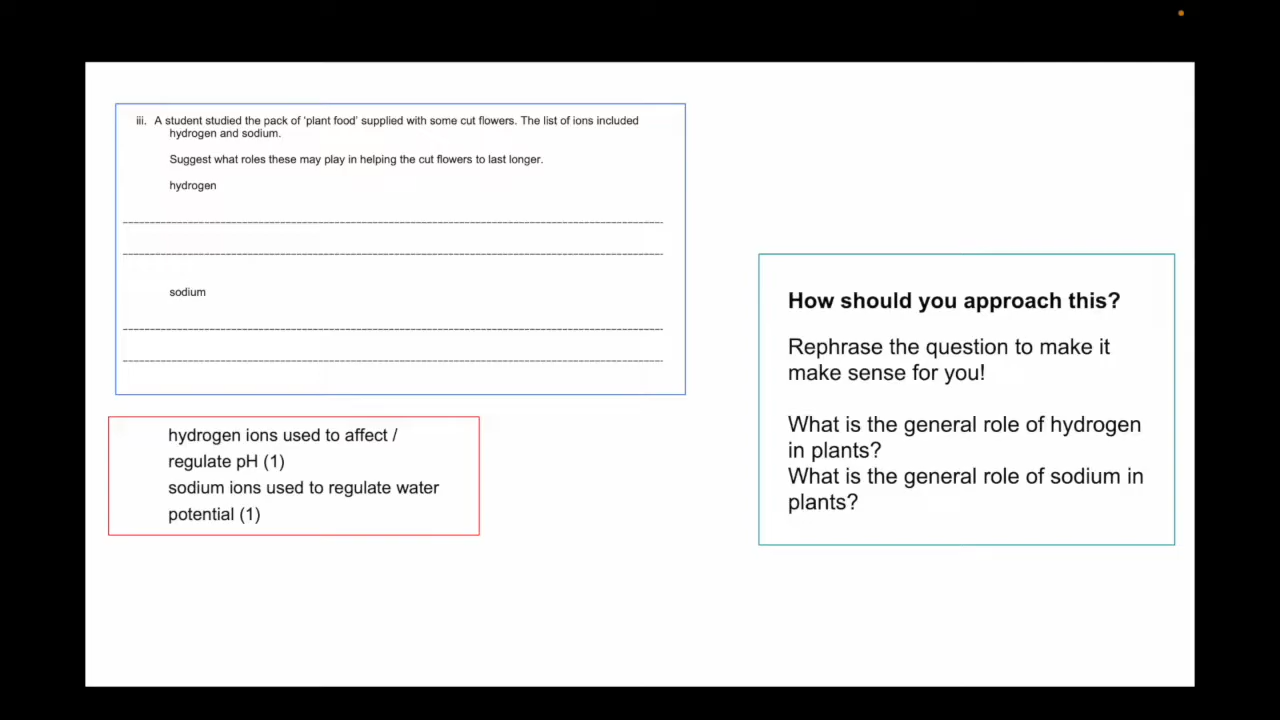 iii. A student studied the pack of 'plant food' supplied with some cut flowers. The list of ions included
hydrogen and sodium.
Suggest what roles these may play in helping the cut flowers to last longer.
hydrogen
sodium
hydrogen ions used to affect /
regulate pH (1)
sodium ions used to regulate water
potential (1)
How should you approach this?
Rephrase the question to make it
make sense for you!
What is the general role of hydrogen
in plants?
What is the general role of sodium in
plants?